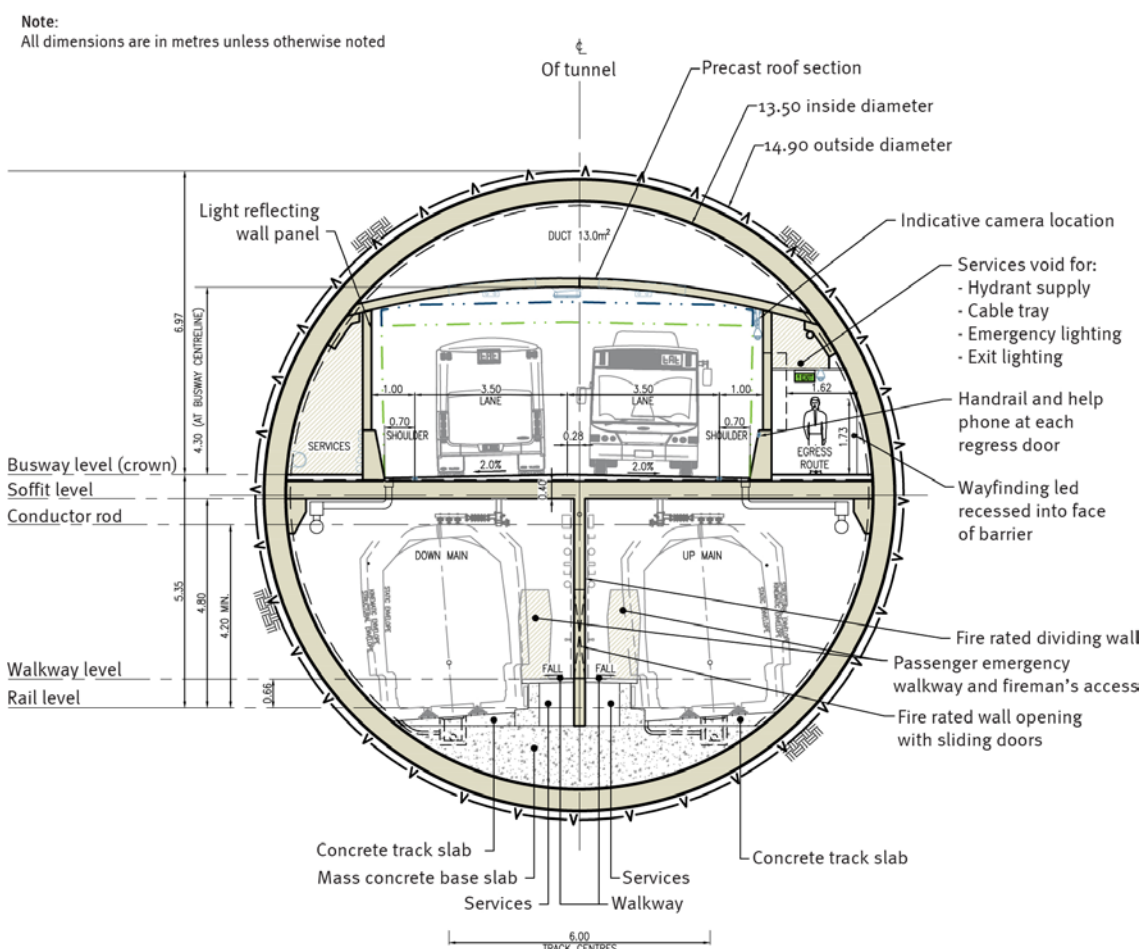 Note:
All dimensions are in metres unless otherwise noted
℄
Of tunnel
Precast roof section
13.50 inside diameter
14.90 outside diameter
Light reflecting
wall panel
DUCT 13.0m²
Indicative camera location
Services void for:
- Hydrant supply
- Cable tray
- Emergency lighting
- Exit lighting
6.97
4.30 (AT BUSWAY CENTRELINE)
EXIT
1.62
1.00
3.50
LANE
3.50
LANE
1.00
0.70
SHOULDER
0.70
SHOULDER
0.28
1.73
Handrail and help
phone at each
regress door
SERVICES
EGRESS
ROUTE
2.0%
2.0%
Busway level (crown)
Soffit level
Conductor rod
0.40
Wayfinding led
recessed into face
of barrier
DOWN MAIN
UP MAIN
5.35
4.80
4.20 MIN.
STATIC ENVELOPE
KINEMATIC ENVELOPE
STATIC ENVELOPE
Fire rated dividing wall
Walkway level
FALL
FALL
Passenger emergency
walkway and fireman's access
0.66
Rail level
Fire rated wall opening
with sliding doors
Concrete track slab
Mass concrete base slab
Services
Services
Walkway
Concrete track slab
6.00
TRACK CENTRES